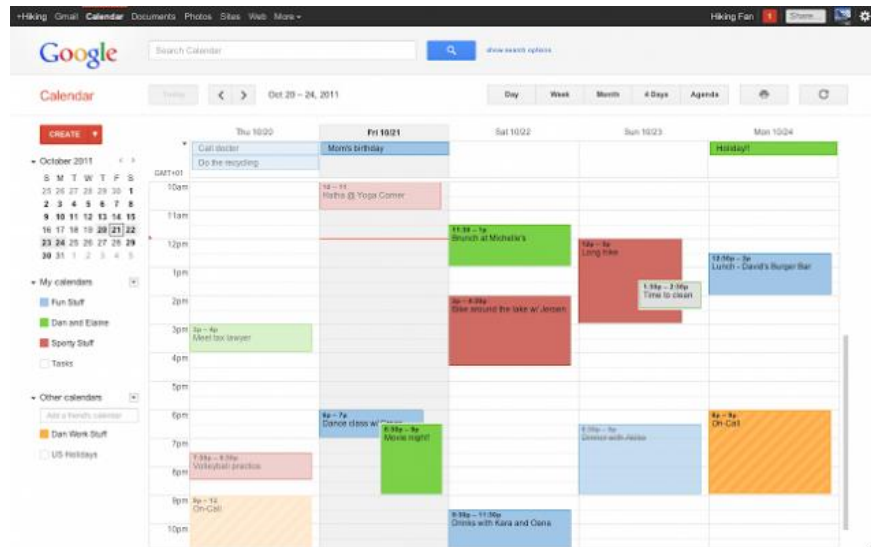 +Hiking Gmail Calendar Documents Photos Sites Web More
Hiking Fan 1 Share...
Google
Search Calendar
show search options
Calendar
Today
Oct 20 – 24, 2011
Day Week Month 4 Days Agenda
CREATE
October 2011
S M T W T F S
25 26 27 28 29 30 1
2 3 4 5 6 7 8
9 10 11 12 13 14 15
16 17 18 19 20 21 22
23 24 25 26 27 28 29
30 31 1 2 3 4 5
My calendars
Fun Stuff
Dan and Elaine
Sporty Stuff
Tasks
Other calendars
Add a friend's calendar
Dan Work Stuff
US Holidays
Thu 10/20 Fri 10/21 Sat 10/22 Sun 10/23 Mon 10/24
GMT+01
Call doctor
Do the recycling
Mom's birthday
Holiday!!
10am
11am
12pm
1pm
2pm
3pm
4pm
5pm
6pm
7pm
8pm
9pm
10pm
3p – 4p
Meet tax lawyer
7:30p – 8:30p
Volleyball practice
9p – 12
On-Call
10 – 11
Hatha @ Yoga Corner
6p – 7p
Dance class w/
6:30p – 9p
Movie night!
11:30 – 1p
Brunch at Michelle's
2p – 4:30p
Bike around the lake w/ Jeroen
9:30p – 11:30p
Drinks with Kara and Oana
12p – 3p
Long hike
1:30p – 2:30p
Time to clean
6:30p – 9p
Dinner with
12:30p – 2p
Lunch - David's Burger Bar
6p – 9p
On-Call